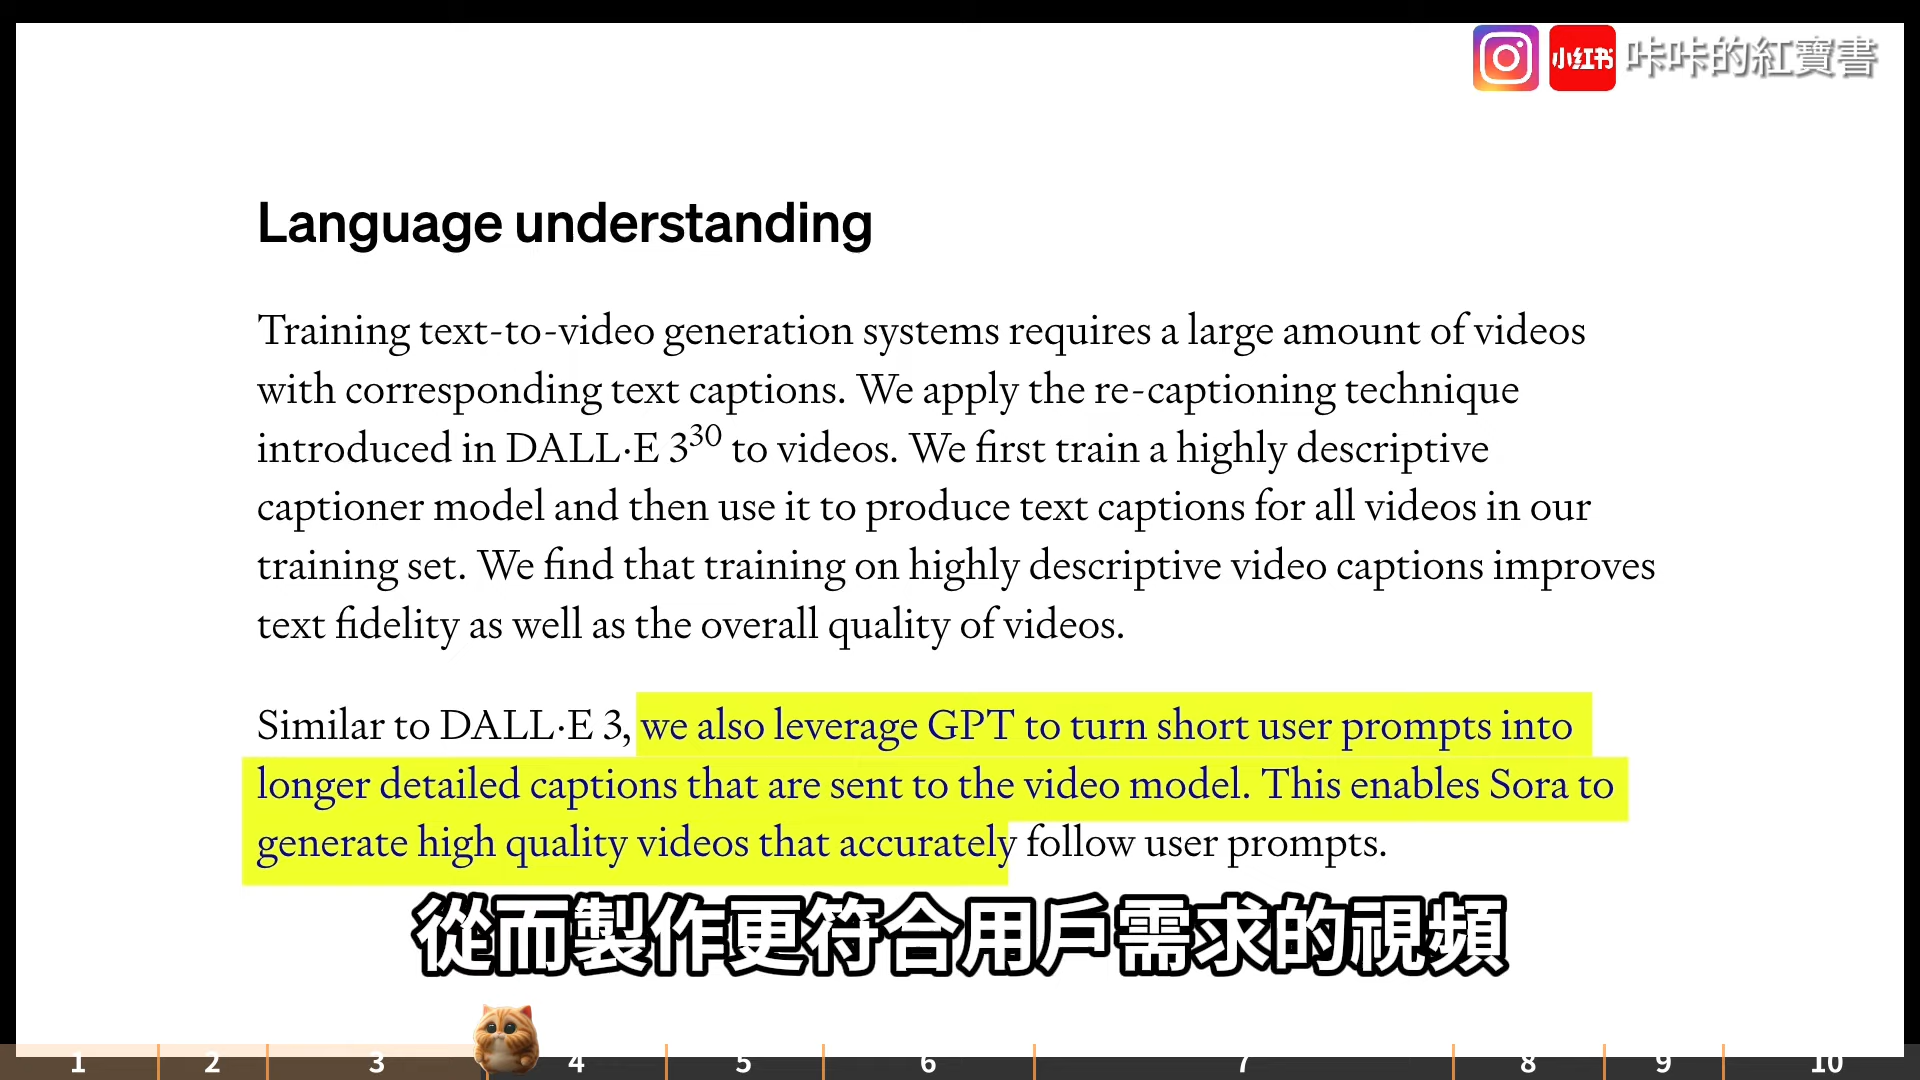 小红书 咔咔的紅寶書
Language understanding
Training text-to-video generation systems requires a large amount of videos
with corresponding text captions. We apply the re-captioning technique
introduced in DALL·E 3³⁰ to videos. We first train a highly descriptive
captioner model and then use it to produce text captions for all videos in our
training set. We find that training on highly descriptive video captions improves
text fidelity as well as the overall quality of videos.
Similar to DALL·E 3, we also leverage GPT to turn short user prompts into
longer detailed captions that are sent to the video model. This enables Sora to
generate high quality videos that accurately follow user prompts.
從而製作更符合用戶需求的視頻
1 2 3 4 5 6 7 8 9 10